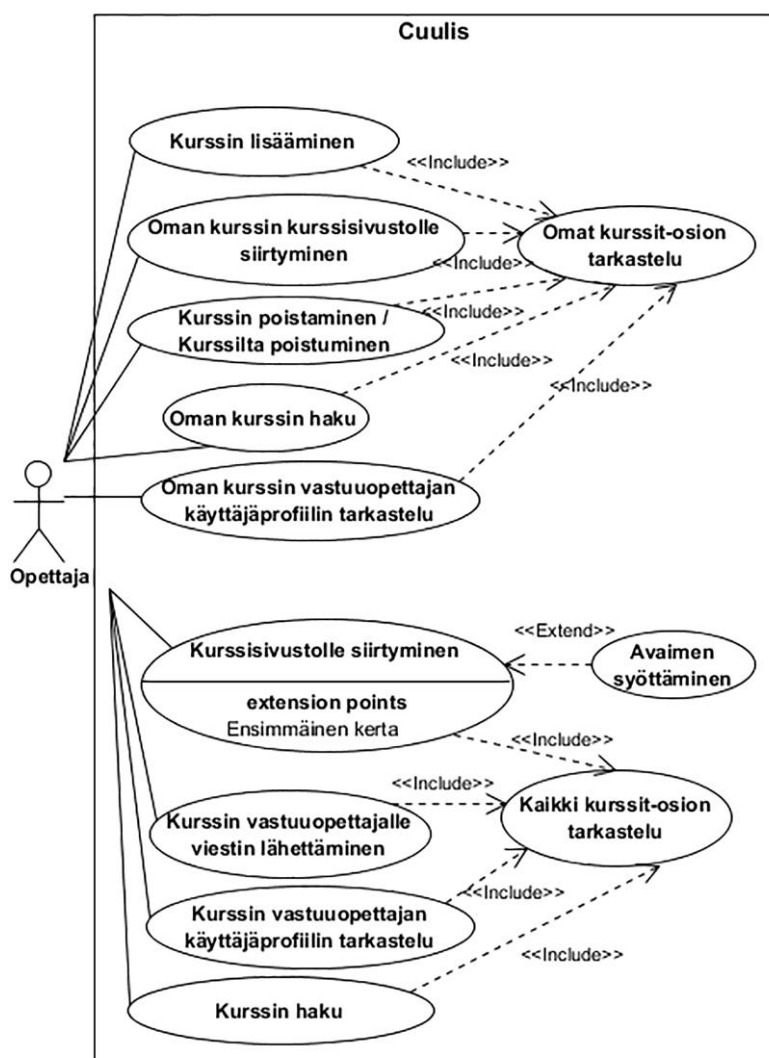 Cuulis
Kurssin lisääminen
<<Include>>
Oman kurssin kurssisivustolle
siirtyminen
Omat kurssit-osion
tarkastelu
<<Include>>
Kurssin poistaminen /
Kurssilta poistuminen
<<Include>>
<<Include>>
Oman kurssin haku
<<Include>>
Oman kurssin vastuuopettajan
käyttäjäprofiilin tarkastelu
Opettaja
Kurssisivustolle siirtyminen
extension points
Ensimmäinen kerta
<<Extend>>
Avaimen
syöttäminen
<<Include>>
<<Include>>
Kaikki kurssit-osion
tarkastelu
Kurssin vastuuopettajalle
viestin lähettäminen
<<Include>>
Kurssin vastuuopettajan
käyttäjäprofiilin tarkastelu
<<Include>>
Kurssin haku